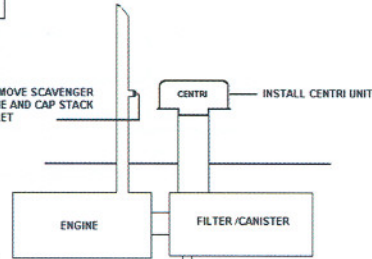 MOVE SCAVENGER
E AND CAP STACK
ET
CENTRI
INSTALL CENTRI UNIT
ENGINE
FILTER /CANISTER